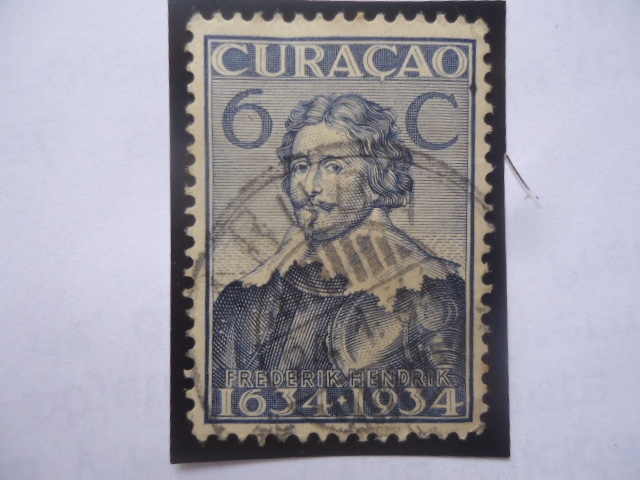 CURAÇAO
6 C
FREDERIK·HENDRIK
1634·1934